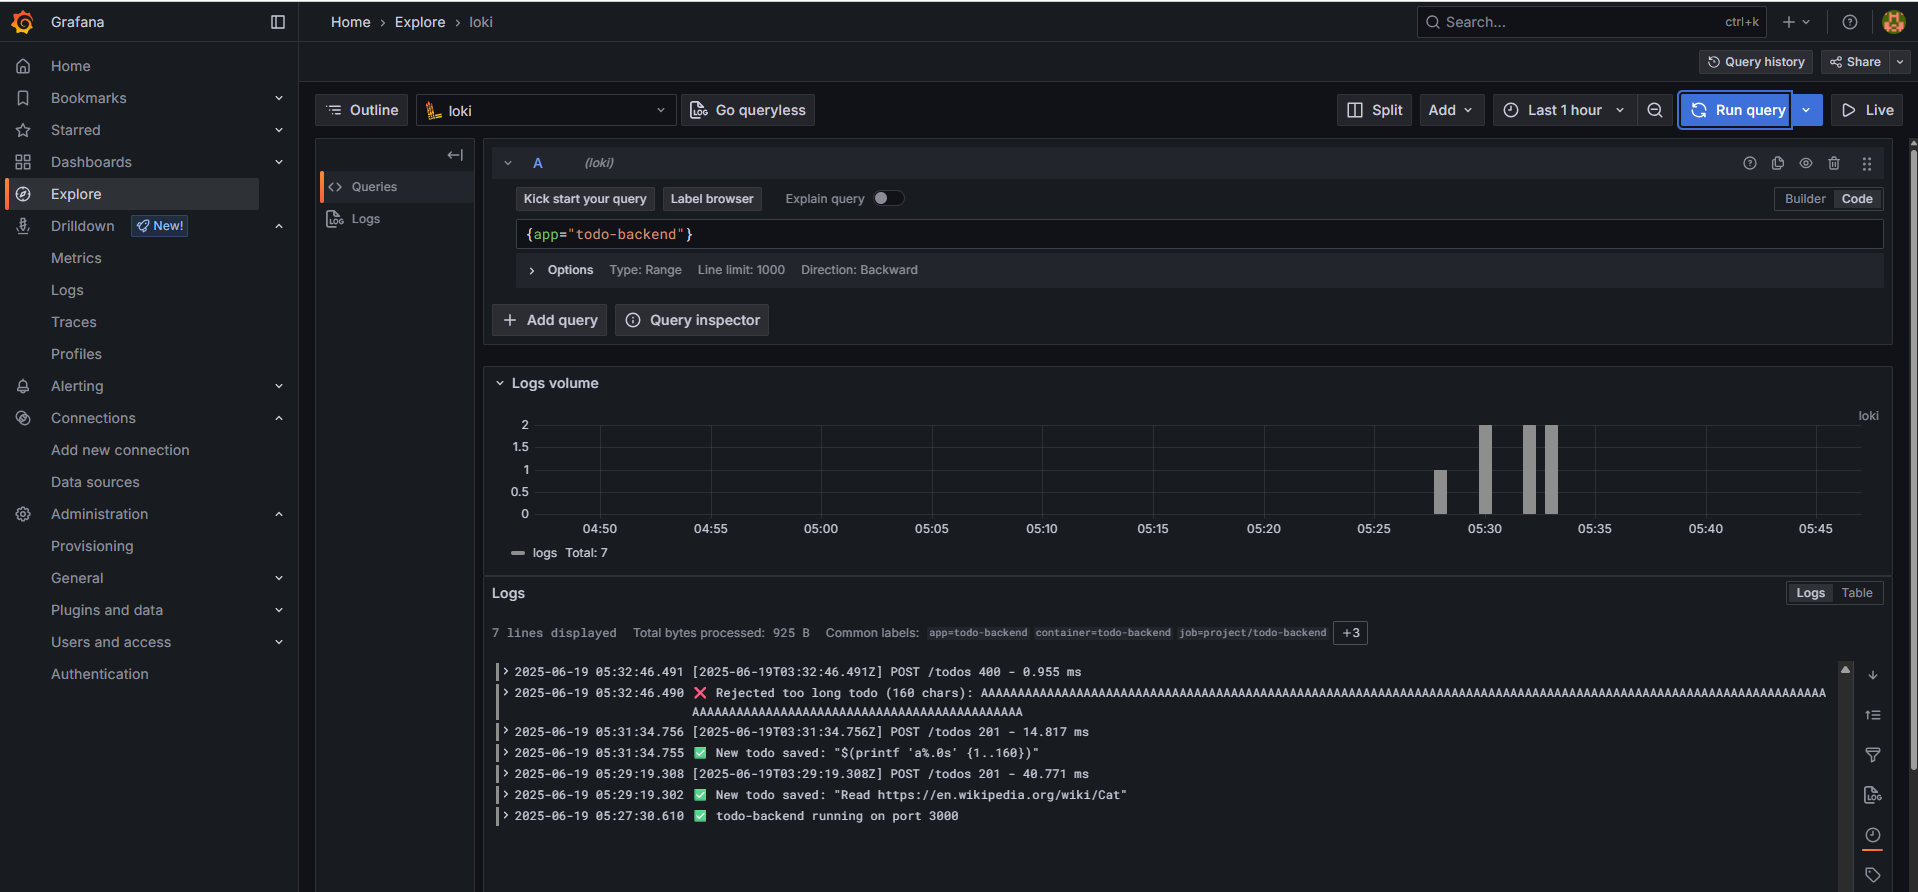 Grafana
Home › Explore › loki
Search... ctrl+k
Query history
Share
Home
Bookmarks
Starred
Dashboards
Explore
Drilldown New!
Metrics
Logs
Traces
Profiles
Alerting
Connections
Add new connection
Data sources
Administration
Provisioning
General
Plugins and data
Users and access
Authentication
Outline
loki
Go queryless
Split
Add
Last 1 hour
Run query
Live
Queries
Logs
A (loki)
Kick start your query Label browser Explain query
Builder Code
{app="todo-backend"}
Options Type: Range Line limit: 1000 Direction: Backward
+ Add query
Query inspector
Logs volume
loki
2
1.5
1
0.5
0
04:50 04:55 05:00 05:05 05:10 05:15 05:20 05:25 05:30 05:35 05:40 05:45
logs Total: 7
Logs
Logs Table
7 lines displayed Total bytes processed: 925 B Common labels: app=todo-backend container=todo-backend job=project/todo-backend +3
2025-06-19 05:32:46.491 [2025-06-19T03:32:46.491Z] POST /todos 400 - 0.955 ms
2025-06-19 05:32:46.490 ❌ Rejected too long todo (160 chars): AAAAAAAAAAAAAAAAAAAAAAAAAAAAAAAAAAAAAAAAAAAAAAAAAAAAAAAAAAAAAAAAAAAAAAAAAAAAAAAAAAAAAAAAAAAAAAAAAAAAAAAAAAAAAAAAAAA
AAAAAAAAAAAAAAAAAAAAAAAAAAAAAAAAAAAAAAAAAAAAA
2025-06-19 05:31:34.756 [2025-06-19T03:31:34.756Z] POST /todos 201 - 14.817 ms
2025-06-19 05:31:34.755 ✅ New todo saved: "$(printf 'a%.0s' {1..160})"
2025-06-19 05:29:19.308 [2025-06-19T03:29:19.308Z] POST /todos 201 - 40.771 ms
2025-06-19 05:29:19.302 ✅ New todo saved: "Read https://en.wikipedia.org/wiki/Cat"
2025-06-19 05:27:30.610 ✅ todo-backend running on port 3000
LOG